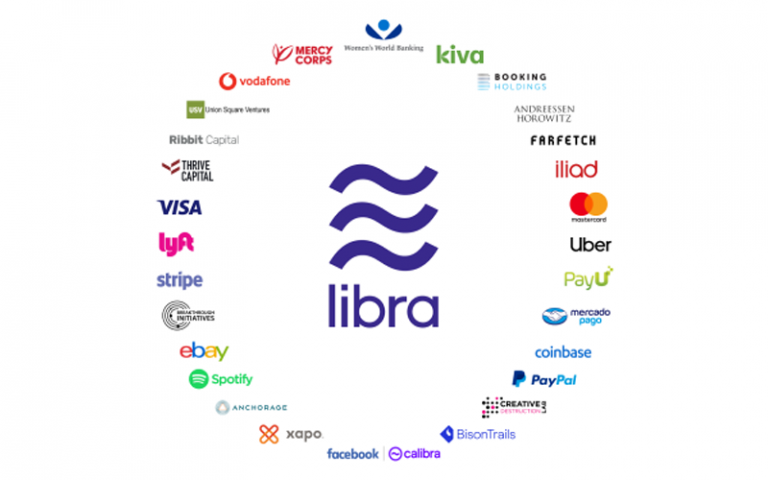 Women's World Banking
MERCY
CORPS
kiva
vodafone
BOOKING
HOLDINGS
USV Union Square Ventures
ANDREESSEN
HOROWITZ
Ribbit Capital
FARFETCH
THRIVE
CAPITAL
iliad
VISA
mastercard
lyft
Uber
stripe
PayU
BREAKTHROUGH
INITIATIVES
mercado
pago
libra
ebay
coinbase
Spotify
PayPal
ANCHORAGE
CREATIVE
DESTRUCTION
LAB
xapo
BisonTrails
facebook
calibra